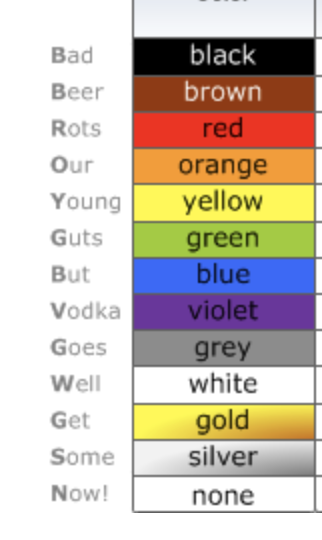 Bad black
Beer brown
Rots red
Our orange
Young yellow
Guts green
But blue
Vodka violet
Goes grey
Well white
Get gold
Some silver
Now! none